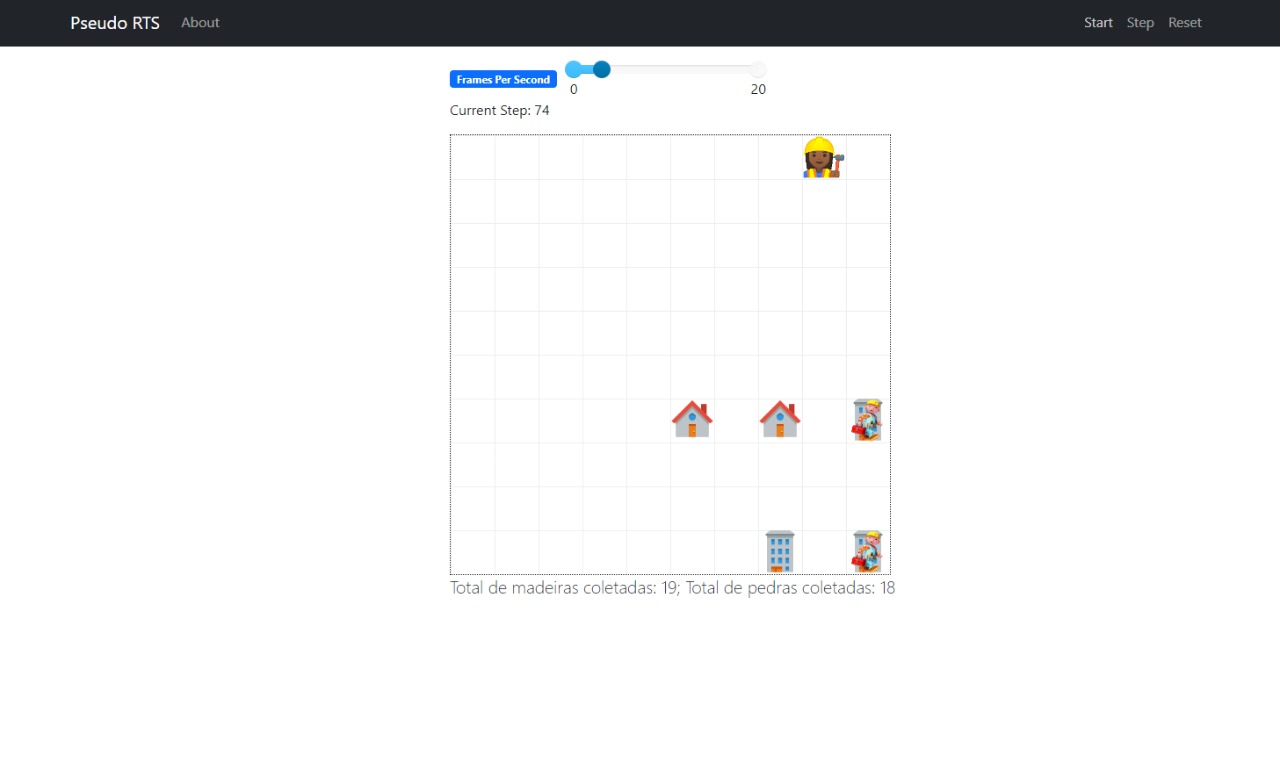 Pseudo RTS About Start Step Reset
Frames Per Second
0 20
Current Step: 74
Total de madeiras coletadas: 19; Total de pedras coletadas: 18